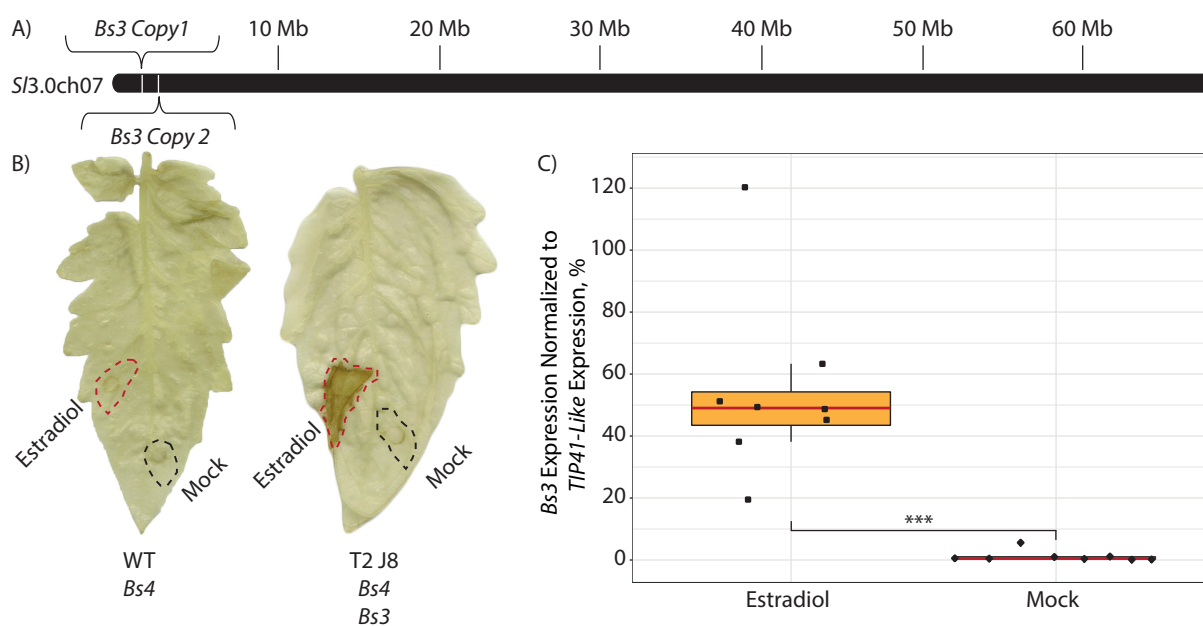 A)
Bs3 Copy1
10 Mb
20 Mb
30 Mb
40 Mb
50 Mb
60 Mb
Sl3.0ch07
Bs3 Copy 2
B)
Estradiol
Mock
WT
Bs4
Estradiol
Mock
T2 J8
Bs4
Bs3
C)
Bs3 Expression Normalized to
TIP41-Like Expression, %
120
100
80
60
40
20
0
***
Estradiol
Mock